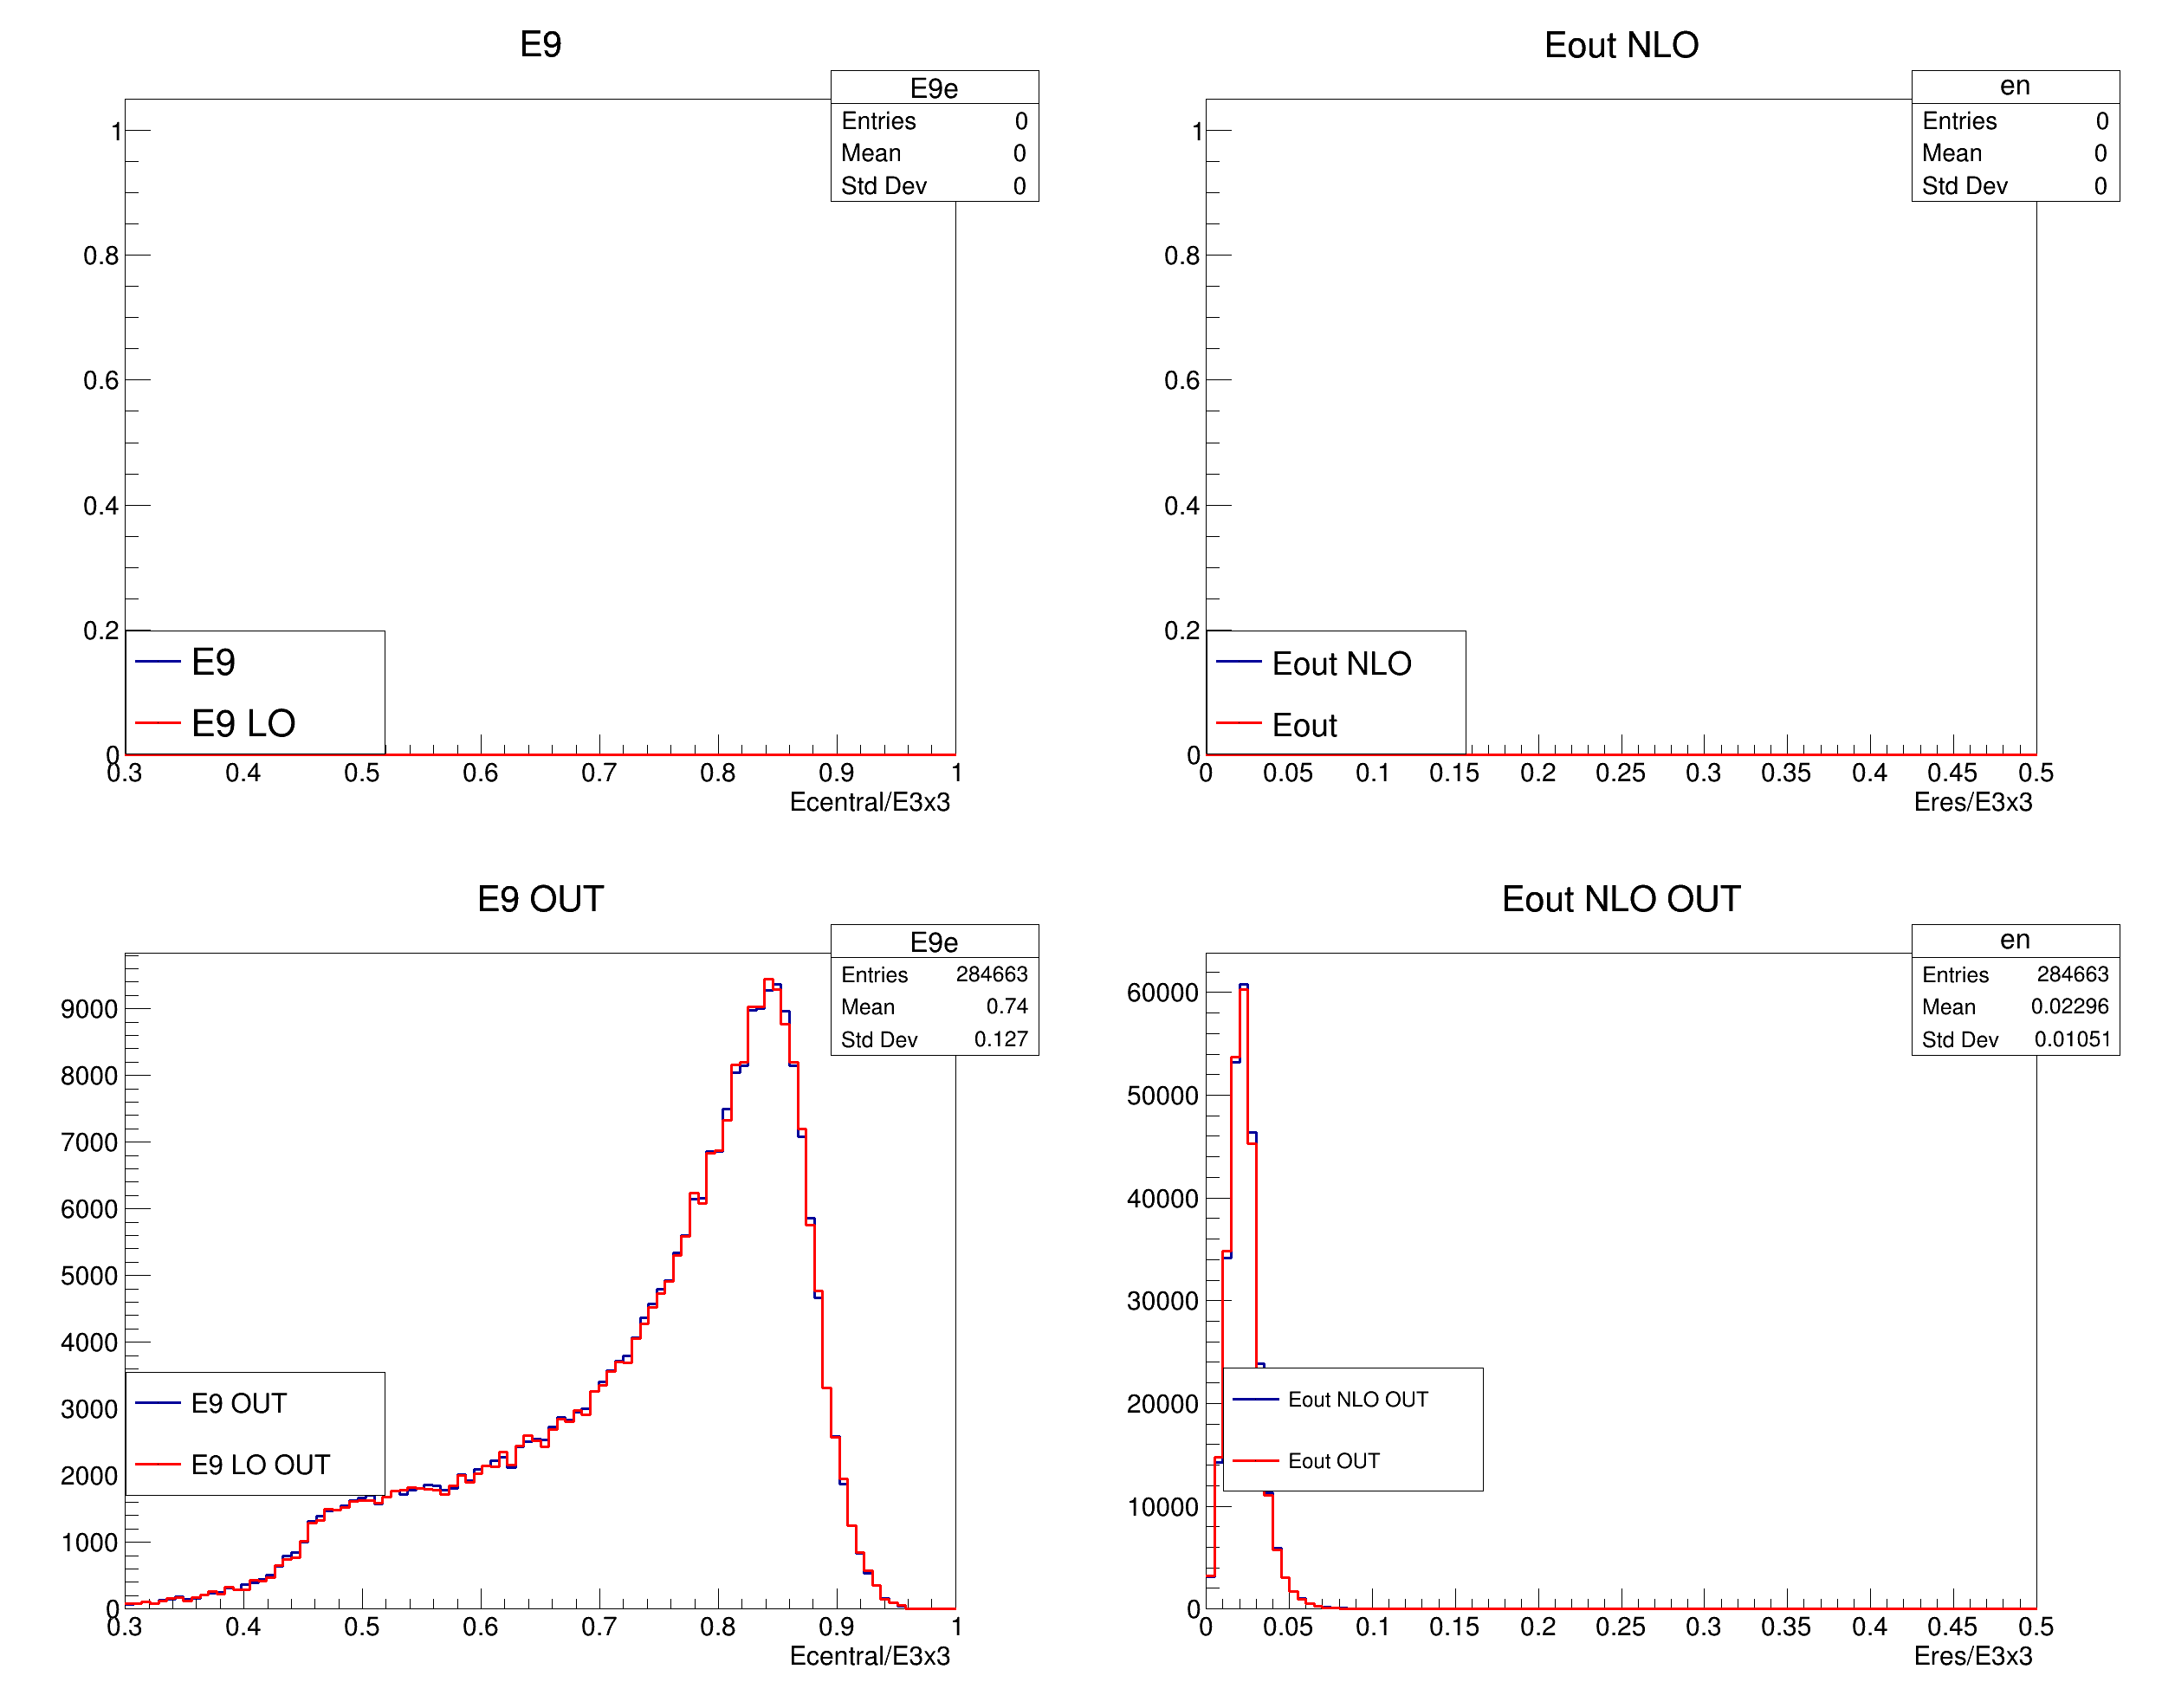 E9
E9e
Entries 0
Mean 0
Std Dev 0
1
0.8
0.6
0.4
0.2
0
E9
E9 LO
0.3 0.4 0.5 0.6 0.7 0.8 0.9 1
Ecentral/E3x3
Eout NLO
en
Entries 0
Mean 0
Std Dev 0
1
0.8
0.6
0.4
0.2
0
Eout NLO
Eout
0 0.05 0.1 0.15 0.2 0.25 0.3 0.35 0.4 0.45 0.5
Eres/E3x3
E9 OUT
E9e
Entries 284663
Mean 0.74
Std Dev 0.127
9000
8000
7000
6000
5000
4000
3000
2000
1000
0
E9 OUT
E9 LO OUT
0.3 0.4 0.5 0.6 0.7 0.8 0.9 1
Ecentral/E3x3
Eout NLO OUT
en
Entries 284663
Mean 0.02296
Std Dev 0.01051
60000
50000
40000
30000
20000
10000
0
Eout NLO OUT
Eout OUT
0 0.05 0.1 0.15 0.2 0.25 0.3 0.35 0.4 0.45 0.5
Eres/E3x3